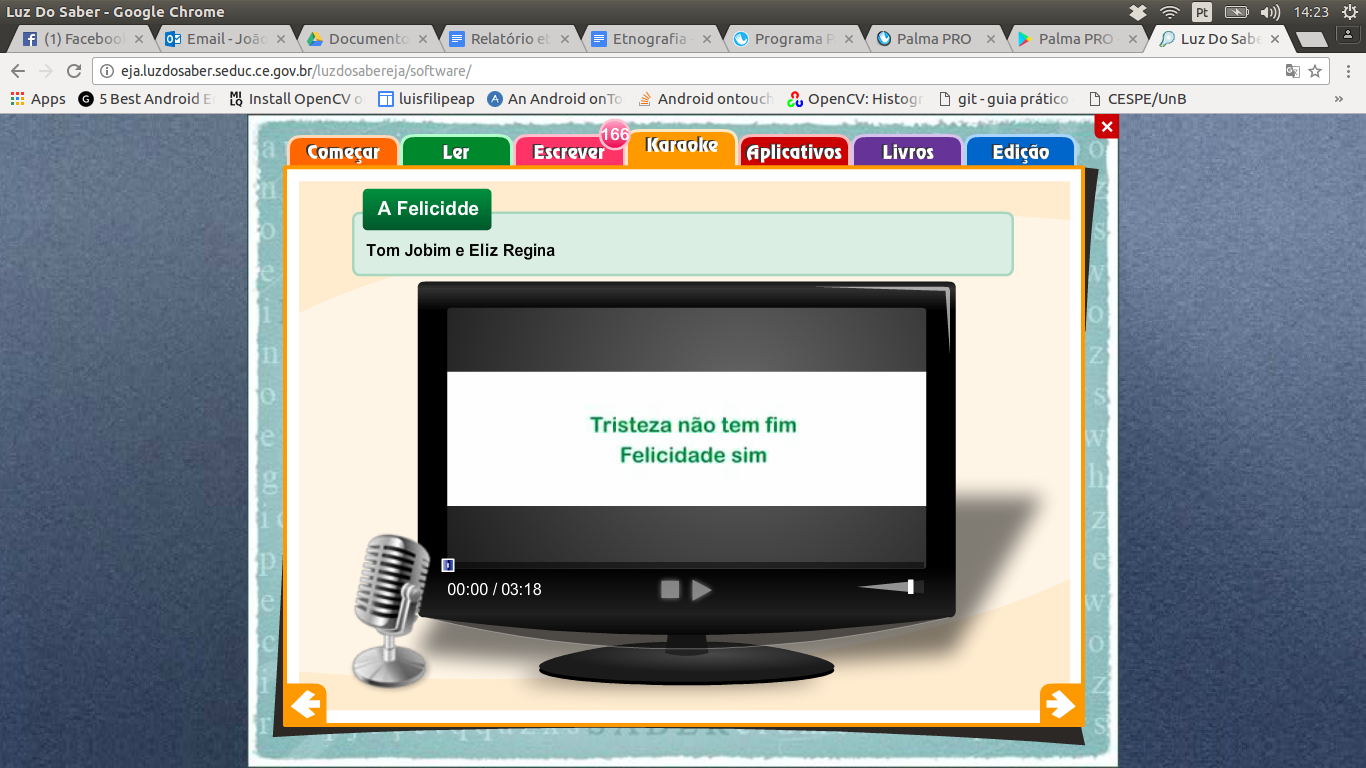 Luz Do Saber - Google Chrome
Pt
14:23
(1) Faceboo
Email - Joã
Documento
Relatório et
Etnografia -
Programa P
Palma PRO
Palma PRO
Luz Do Sabe
eja.luzdosaber.seduc.ce.gov.br/luzdosabereja/software/
Apps
5 Best Android E
Install OpenCV o
luisfilipeap
An Android onTo
Android ontouch
OpenCV: Histogr
git - guia prático
CESPE/UnB
»
Começar
Ler
Escrever
166
Karaoke
Aplicativos
Livros
Edição
A Felicidde
Tom Jobim e Eliz Regina
Tristeza não tem fim
Felicidade sim
00:00 / 03:18
SABER